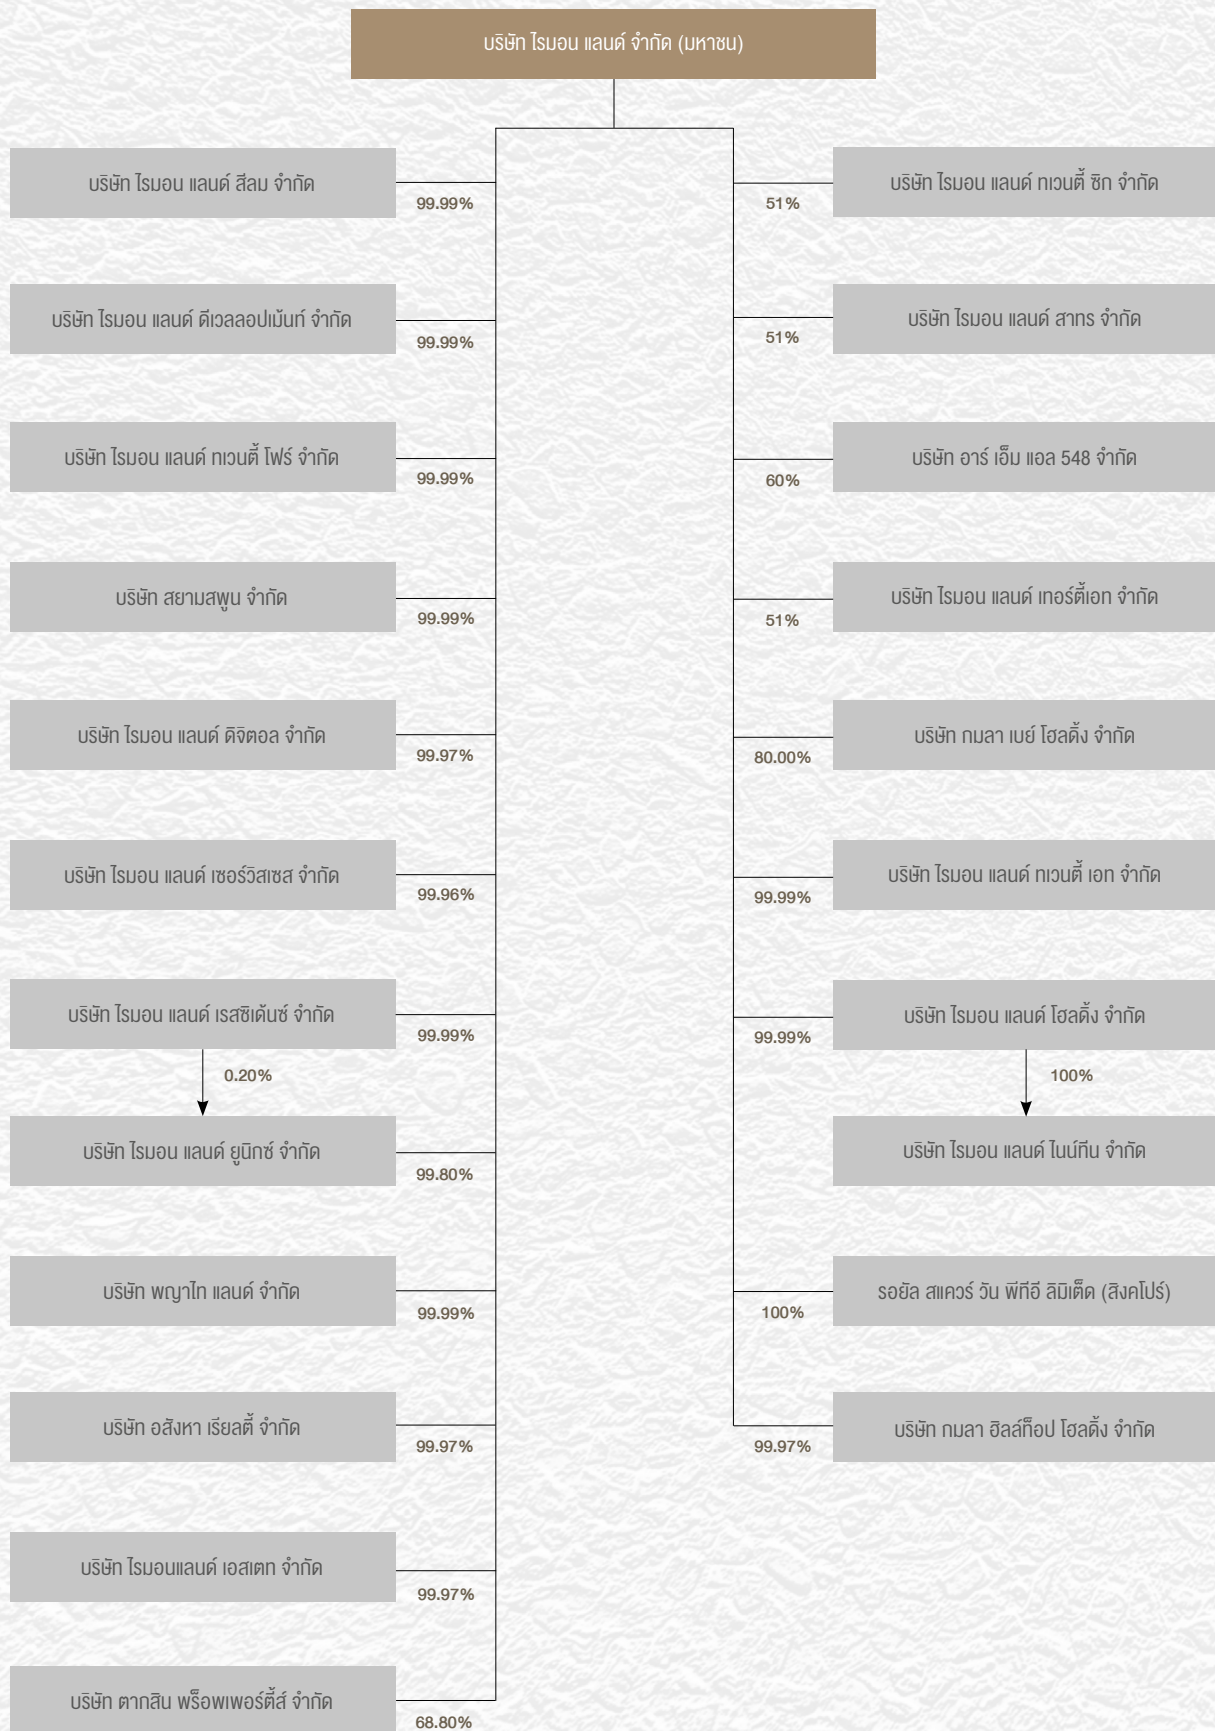 บริษัท ไรมอน แลนด์ จำกัด (มหาชน)
บริษัท ไรมอน แลนด์ สีลม จำกัด
99.99%
บริษัท ไรมอน แลนด์ ดีเวลลอปเม้นท์ จำกัด
99.99%
บริษัท ไรมอน แลนด์ ทเวนตี้ โฟร์ จำกัด
99.99%
บริษัท สยามสพูน จำกัด
99.99%
บริษัท ไรมอน แลนด์ ดิจิตอล จำกัด
99.97%
บริษัท ไรมอน แลนด์ เซอร์วิสเซส จำกัด
99.96%
บริษัท ไรมอน แลนด์ เรสซิเด้นซ์ จำกัด
99.99%
0.20%
บริษัท ไรมอน แลนด์ ยูนิกซ์ จำกัด
99.80%
บริษัท พญาไท แลนด์ จำกัด
99.99%
บริษัท อสังหา เรียลตี้ จำกัด
99.97%
บริษัท ไรมอนแลนด์ เอสเตท จำกัด
99.97%
บริษัท ตากสิน พร็อพเพอร์ตี้ส์ จำกัด
68.80%
บริษัท ไรมอน แลนด์ ทเวนตี้ ซิก จำกัด
51%
บริษัท ไรมอน แลนด์ สาทร จำกัด
51%
บริษัท อาร์ เอ็ม แอล 548 จำกัด
60%
บริษัท ไรมอน แลนด์ เทอร์ตี้เอท จำกัด
51%
บริษัท กมลา เบย์ โฮลดิ้ง จำกัด
80.00%
บริษัท ไรมอน แลนด์ ทเวนตี้ เอท จำกัด
99.99%
บริษัท ไรมอน แลนด์ โฮลดิ้ง จำกัด
99.99%
100%
บริษัท ไรมอน แลนด์ ไนน์ทีน จำกัด
รอยัล สแควร์ วัน พีทีอี ลิมิเต็ด (สิงคโปร์)
100%
บริษัท กมลา ฮิลล์ท็อป โฮลดิ้ง จำกัด
99.97%